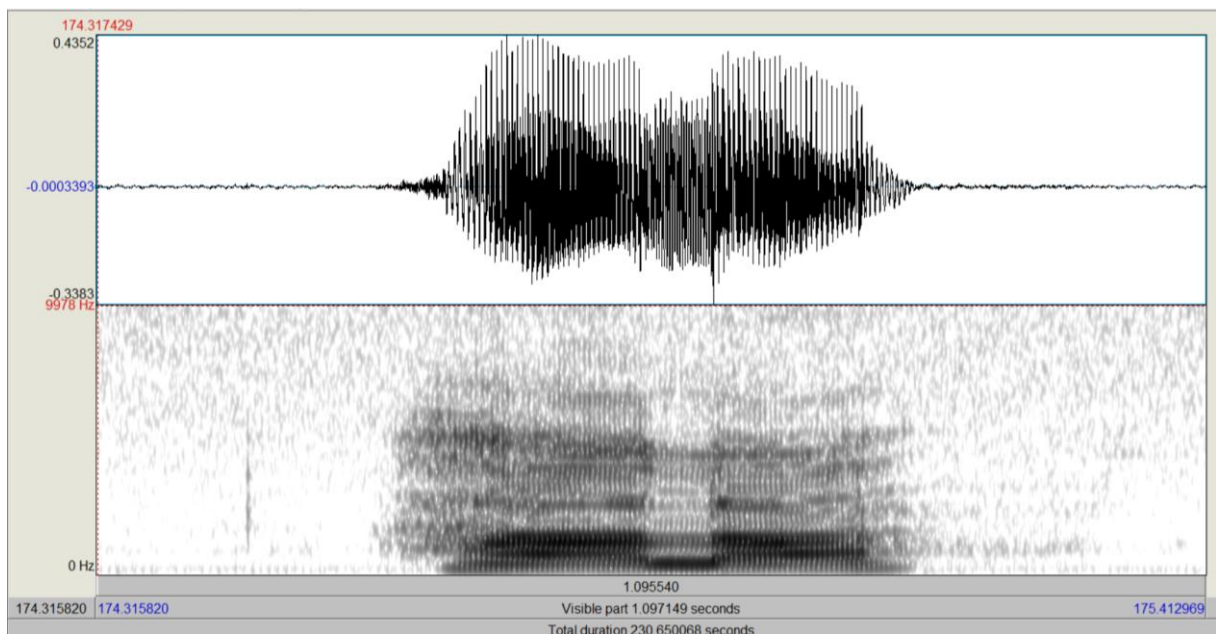 174.317429
0.4352
-0.0003393
-0.3383
9978 Hz
0 Hz
1.095540
174.315820 174.315820 Visible part 1.097149 seconds 175.412969
Total duration 230.650068 seconds